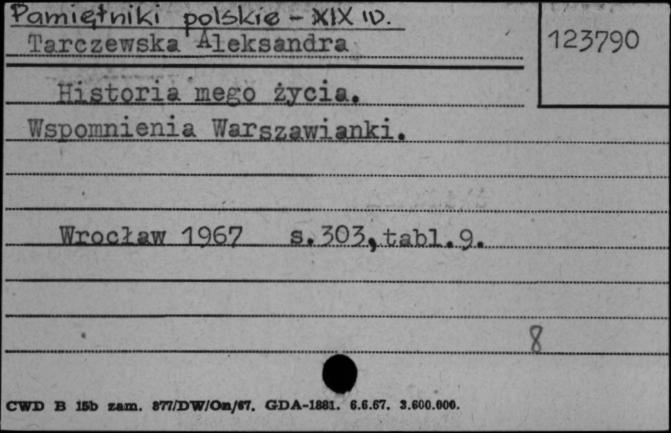 Pamiętniki polskie - XIX w.
Tarczewska Aleksandra
123790
Historia mego życia.
Wspomnienia Warszawianki.
Wrocław 1967 s.303,tabl.9.
8
CWD B 15b zam. 877/DW/On/67. GDA-1881. 6.6.67. 3.600.000.